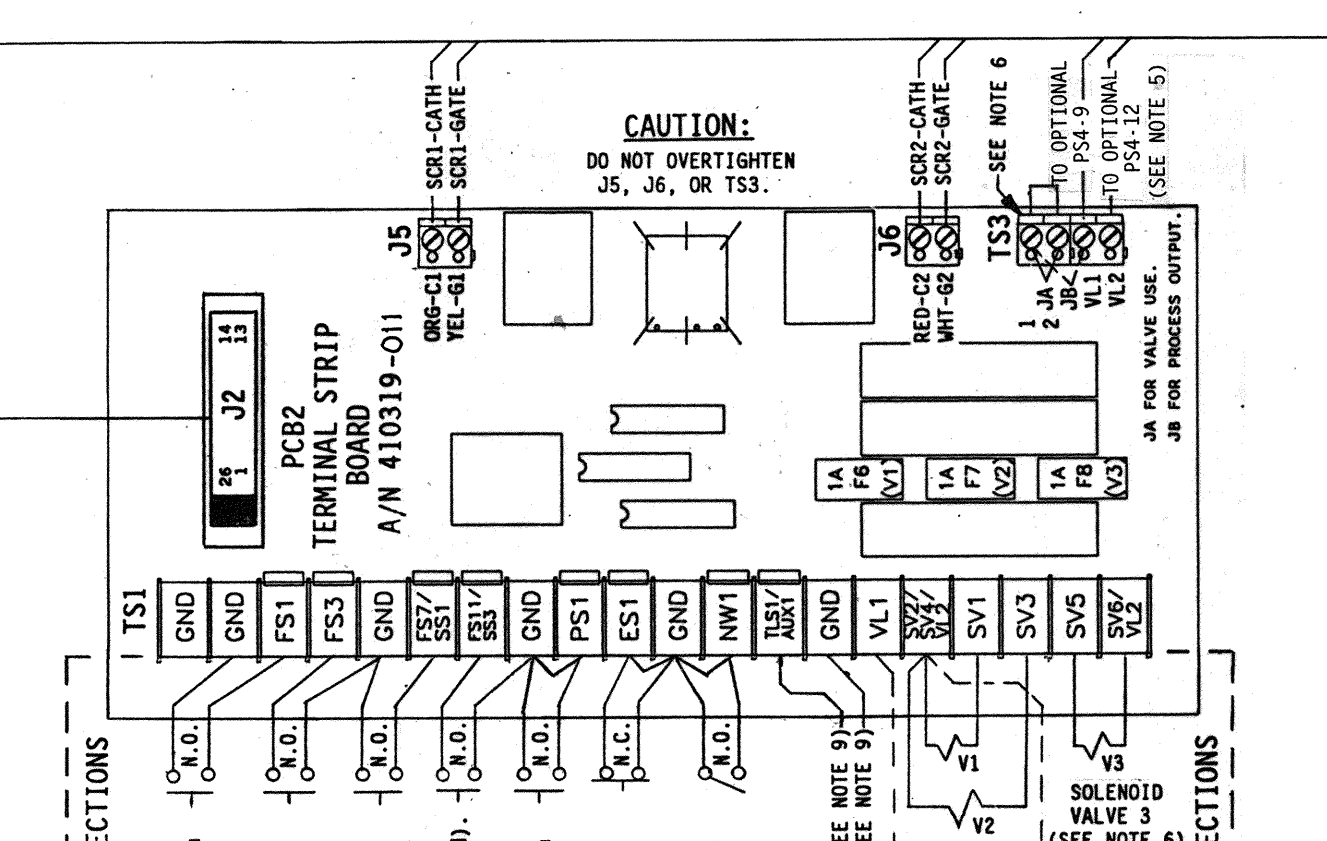 SCR1-CATH
SCR1-GATE
CAUTION:
DO NOT OVERTIGHTEN
J5, J6, OR TS3.
SCR2-CATH
SCR2-GATE
SEE NOTE 6
TO OPTIONAL
PS4-9
TO OPTIONAL
PS4-12
(SEE NOTE 5)
J5
ORG-C1
YEL-G1
J6
RED-C2
WHT-G2
TS3
1
2
JA
JB
VL1
VL2
JA FOR VALVE USE.
JB FOR PROCESS OUTPUT.
14
13
J2
26
1
PCB2
TERMINAL STRIP
BOARD
A/N 410319-011
1A
F6
(V1)
1A
F7
(V2)
1A
F8
(V3)
TS1
GND
GND
FS1
FS3
GND
FS7/
SS1
FS11/
SS3
GND
PS1
ES1
GND
NW1
TLS1/
AUX1
GND
VL1
SV2/
SV4/
VL2
SV1
SV3
SV5
SV6/
VL2
N.O.
N.O.
N.O.
N.O.
N.O.
N.C.
N.O.
EE NOTE 9)
EE NOTE 9)
V1
V2
V3
SOLENOID
VALVE 3
(SEE NOTE 6)
ECTIONS
ECTIONS
).